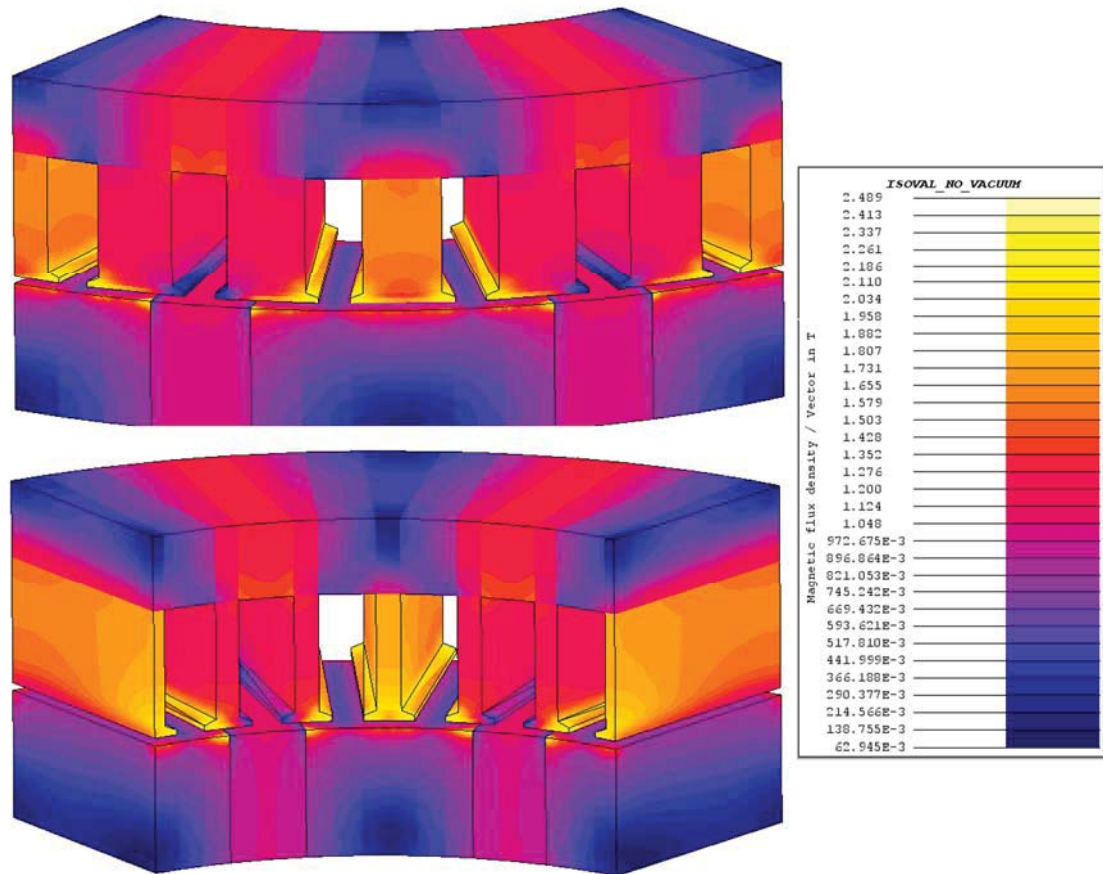 ISOVAL_NO_VACUUM
Magnetic flux density / Vector in T
2.489
2.413
2.337
2.261
2.186
2.110
2.034
1.958
1.882
1.807
1.731
1.655
1.579
1.503
1.428
1.352
1.276
1.200
1.124
1.048
972.675E-3
896.864E-3
821.053E-3
745.242E-3
669.432E-3
593.621E-3
517.810E-3
441.999E-3
366.188E-3
290.377E-3
214.566E-3
138.755E-3
62.945E-3